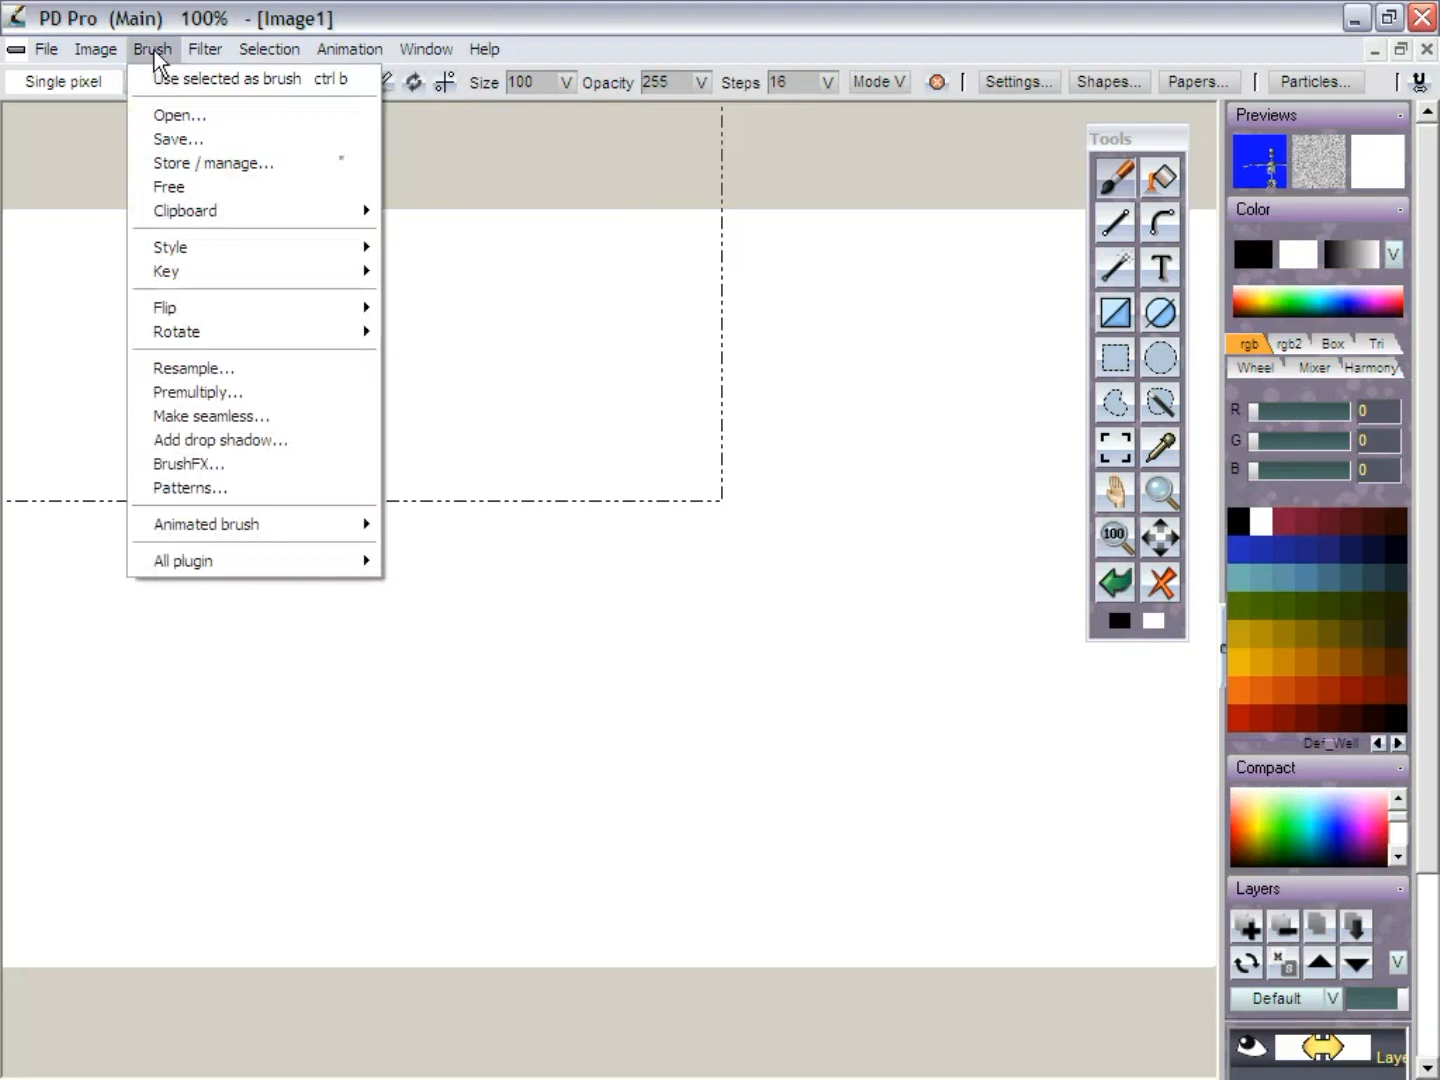 PD Pro (Main) 100% - [Image1]
File Image Brush Filter Selection Animation Window Help
Single pixel Size 100 V Opacity 255 V Steps 16 V Mode V Settings... Shapes... Papers... Particles...
Use selected as brush ctrl b
Open...
Save...
Store / manage... "
Free
Clipboard
Style
Key
Flip
Rotate
Resample...
Premultiply...
Make seamless...
Add drop shadow...
BrushFX...
Patterns...
Animated brush
All plugin
Tools
T
100
Previews
Color
V
rgb rgb2 Box Tri
Wheel Mixer Harmony
R 0
G 0
B 0
Def_Well
Compact
Layers
M S V
Default V
Laye